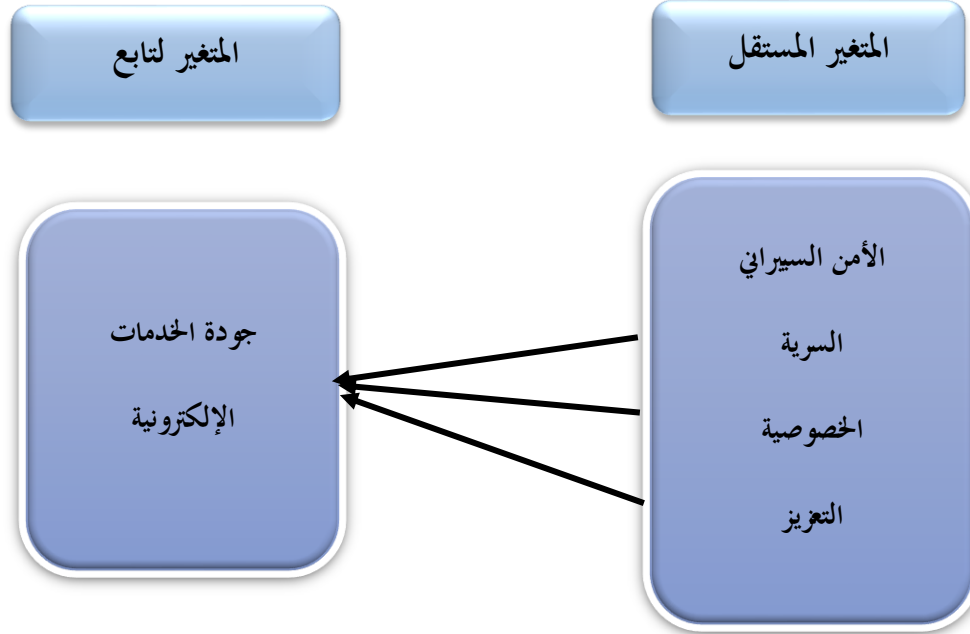 المتغير المستقل
المتغير لتابع
الأمن السيبراني
السرية
الخصوصية
التعزيز
جودة الخدمات
الإلكترونية